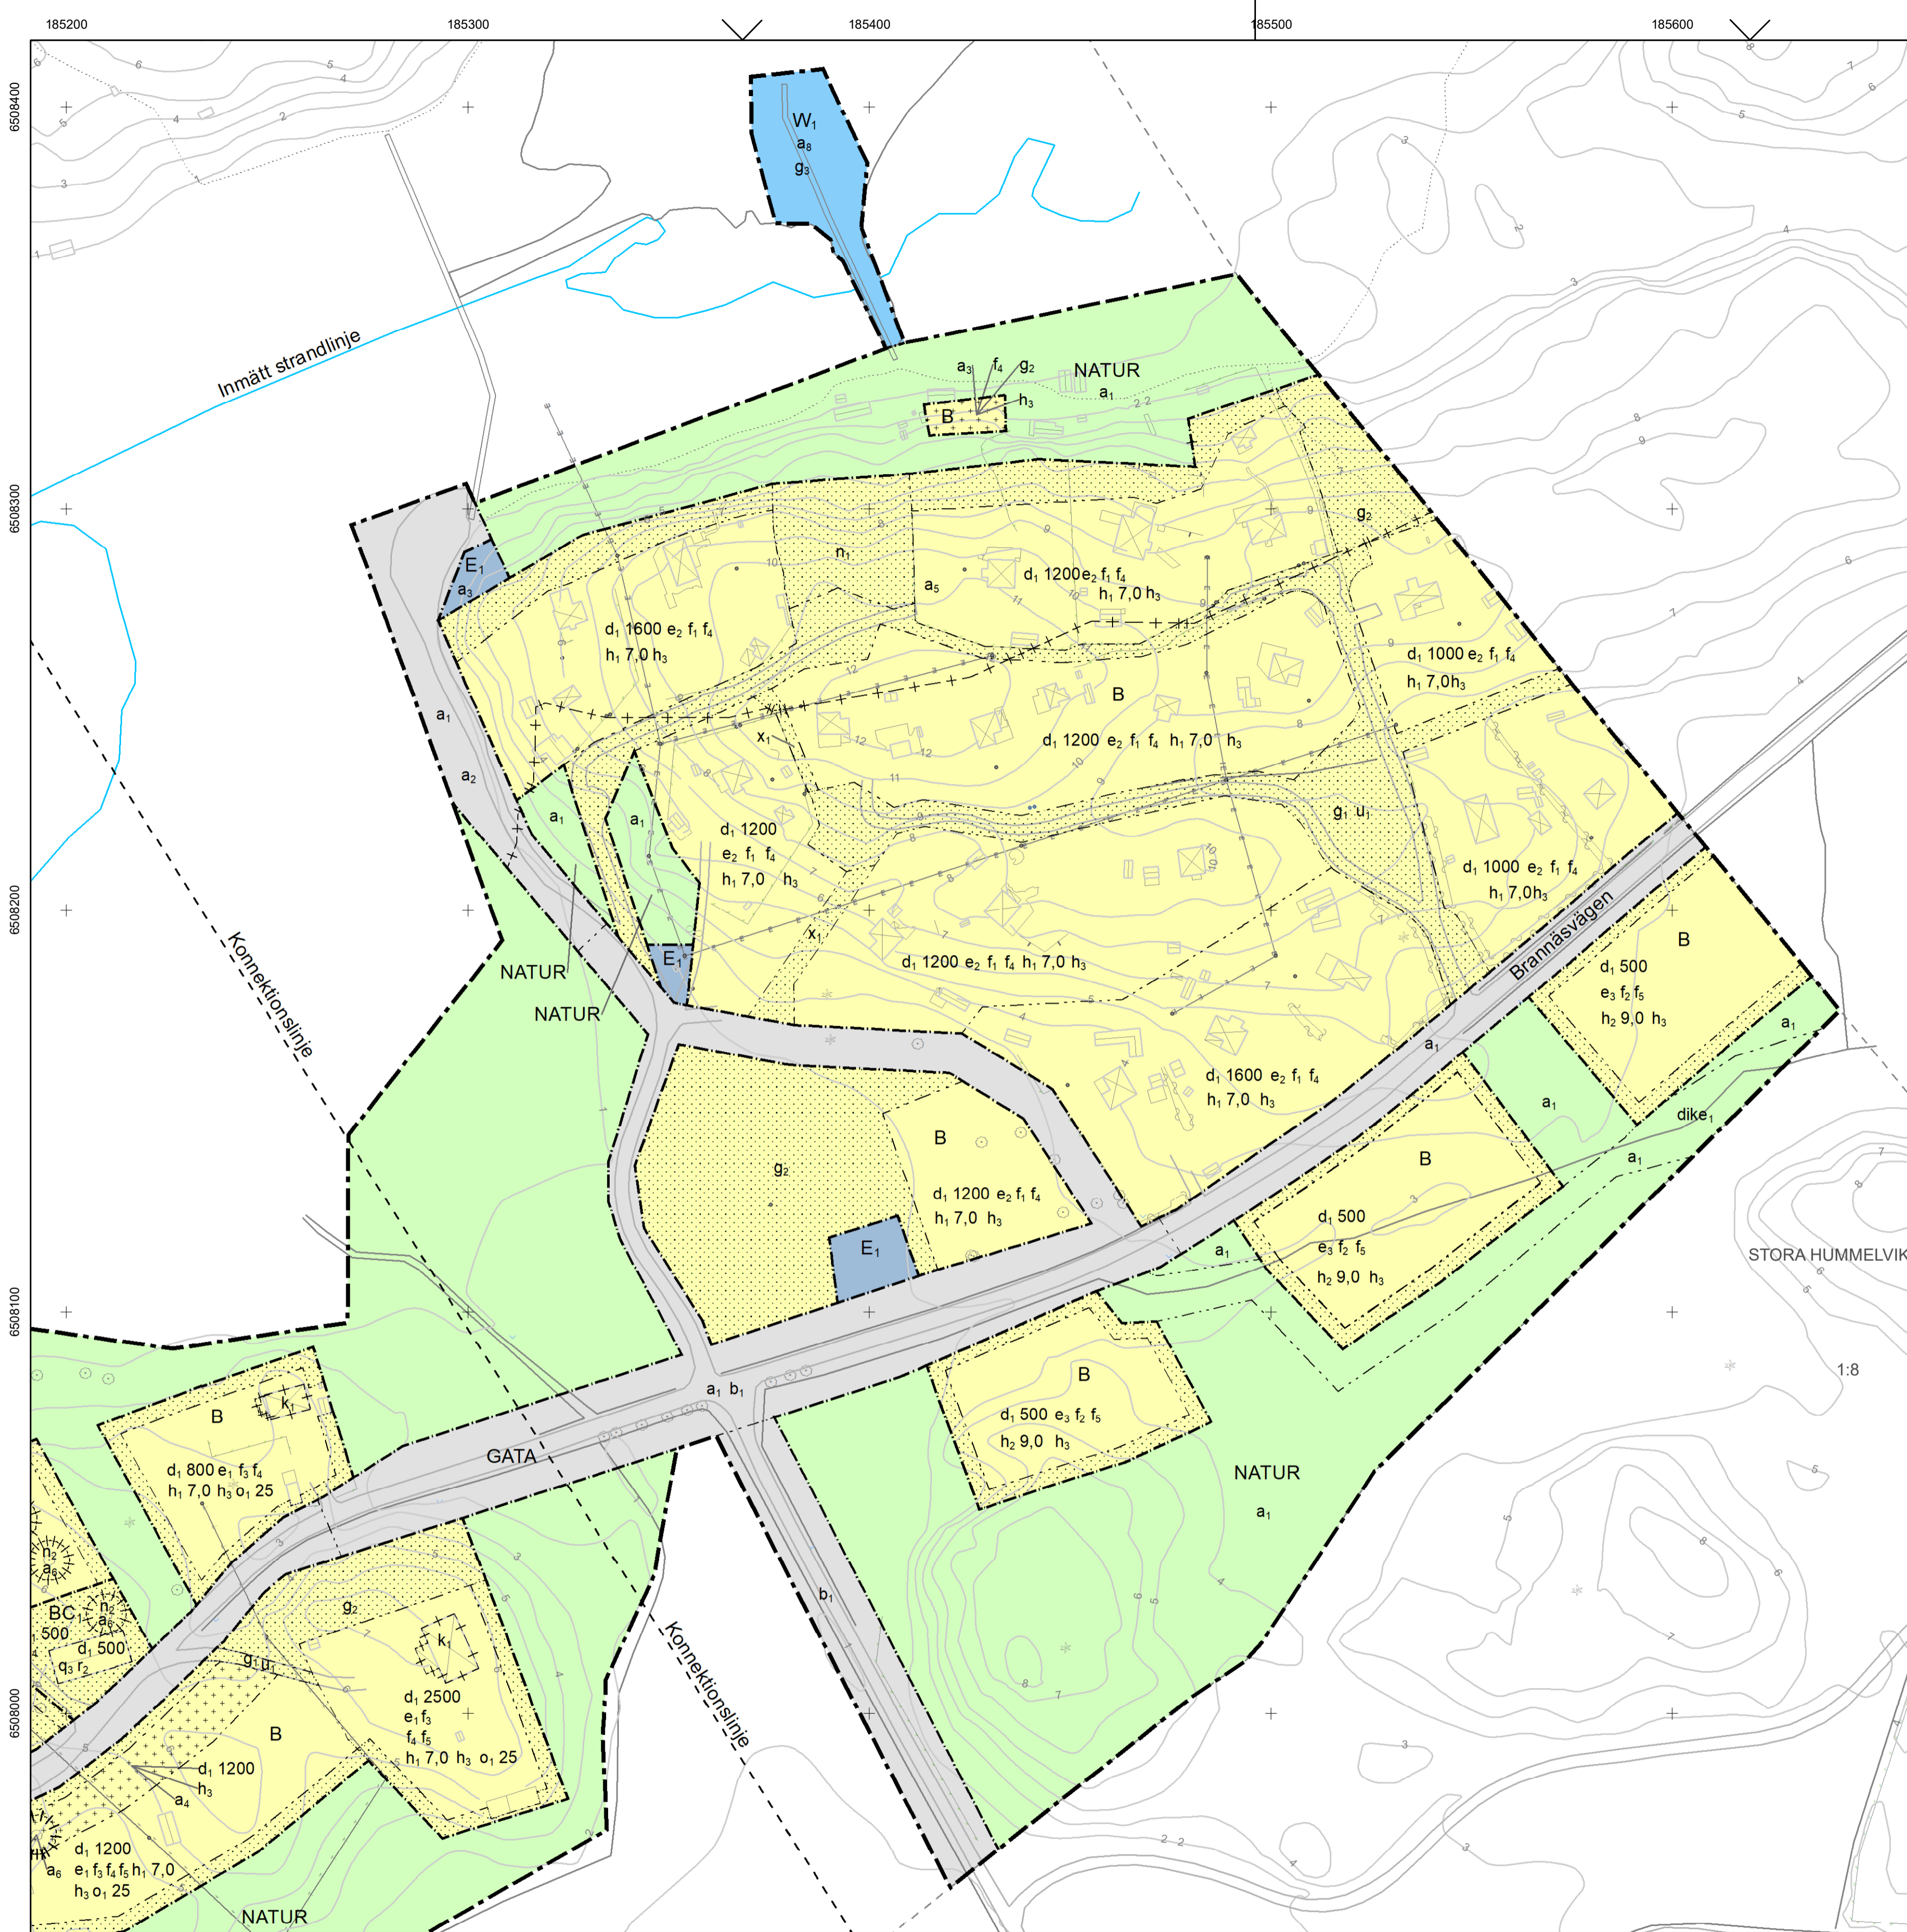 185200
185300
185400
185500
185600
6508400
6508300
6508200
6508100
6508000
W1
a8
g3
Inmätt strandlinje
a3
f4
g2
h3
B
NATUR
a1
E1
a3
n1
a5
g2
d1 1200 e2 f1 f4
h1 7,0 h3
d1 1600 e2 f1 f4
h1 7,0 h3
d1 1000 e2 f1 f4
h1 7,0 h3
B
a1
a2
x1
d1 1200 e2 f1 f4 h1 7,0 h3
a1
a1
d1 1200
e2 f1 f4
h1 7,0 h3
g1 u1
d1 1000 e2 f1 f4
h1 7,0 h3
Brannäsvägen
x1
Konnektionslinje
NATUR
E1
NATUR
d1 1200 e2 f1 f4 h1 7,0 h3
B
d1 500
e3 f2 f5
h2 9,0 h3
a1
a1
a1
dike1
a1
d1 1600 e2 f1 f4
h1 7,0 h3
B
g2
d1 1200 e2 f1 f4
h1 7,0 h3
E1
B
d1 500
e3 f2 f5
h2 9,0 h3
a1
STORA HUMMELVIK
1:8
B
d1 500 e3 f2 f5
h2 9,0 h3
a1 b1
GATA
B
k1
d1 800 e1 f3 f4
h1 7,0 h3 o1 25
NATUR
a1
n2
a6
n2
a6
BC1
500
d1 500
q3 r2
g2
k1
g1 u1
b1
Konnektionslinje
d1 2500
e1 f3
f4 f5
h1 7,0 h3 o1 25
B
d1 1200
h3
a4
d1 1200
a6 e1 f3 f4 f5 h1 7,0
h3 o1 25
NATUR